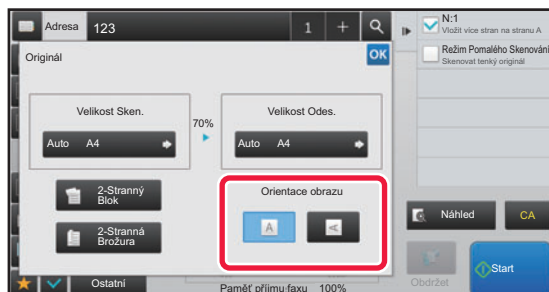 Adresa 123 1 +
N:1
Vložit více stran na stranu A
Originál
OK
Režim Pomalého Skenování
Skenovat tenký originál
Velikost Sken.
70%
Velikost Odes.
Auto A4
Auto A4
2-Stranný
Blok
Orientace obrazu
A
A
2-Stranná
Brožura
Náhled
CA
Ostatní
Paměť příjmu faxu 100%
Obdržet
Start